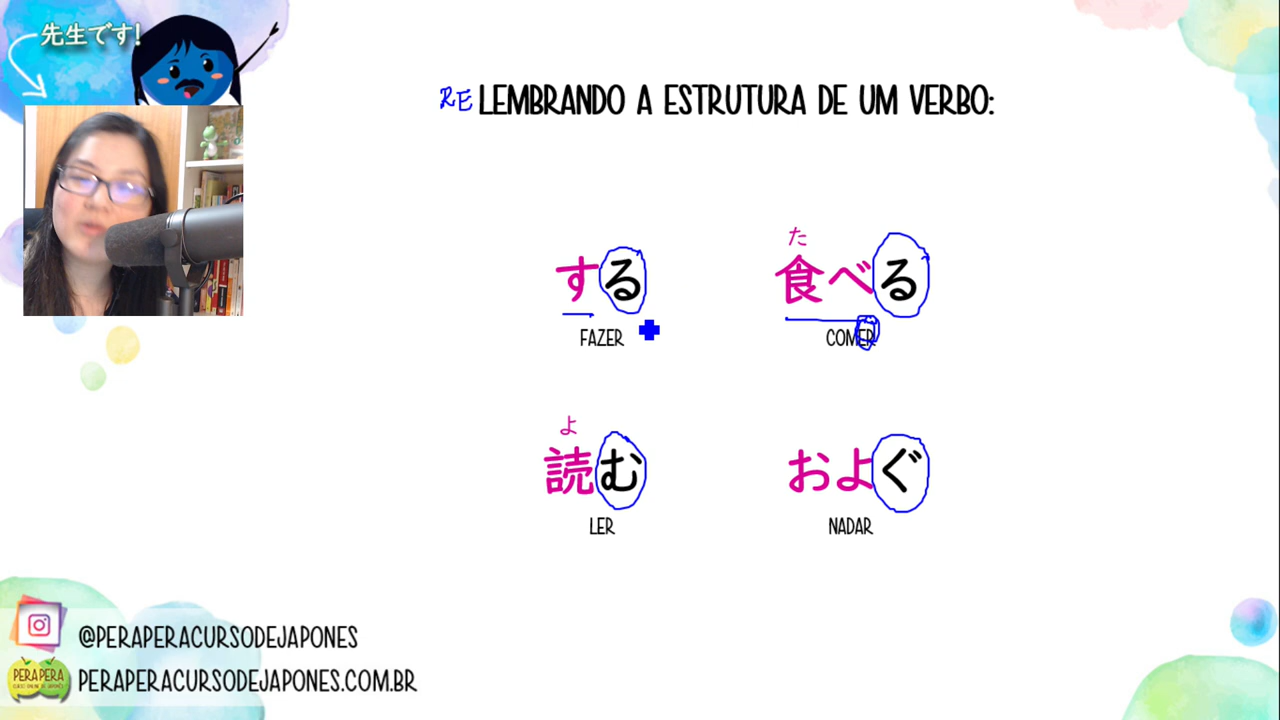 先生です!
RE LEMBRANDO A ESTRUTURA DE UM VERBO:
する
FAZER
た
食べる
COMER
よ
読む
LER
およぐ
NADAR
@PERAPERACURSODEJAPONES
PERAPERA
PERAPERACURSODEJAPONES.COM.BR